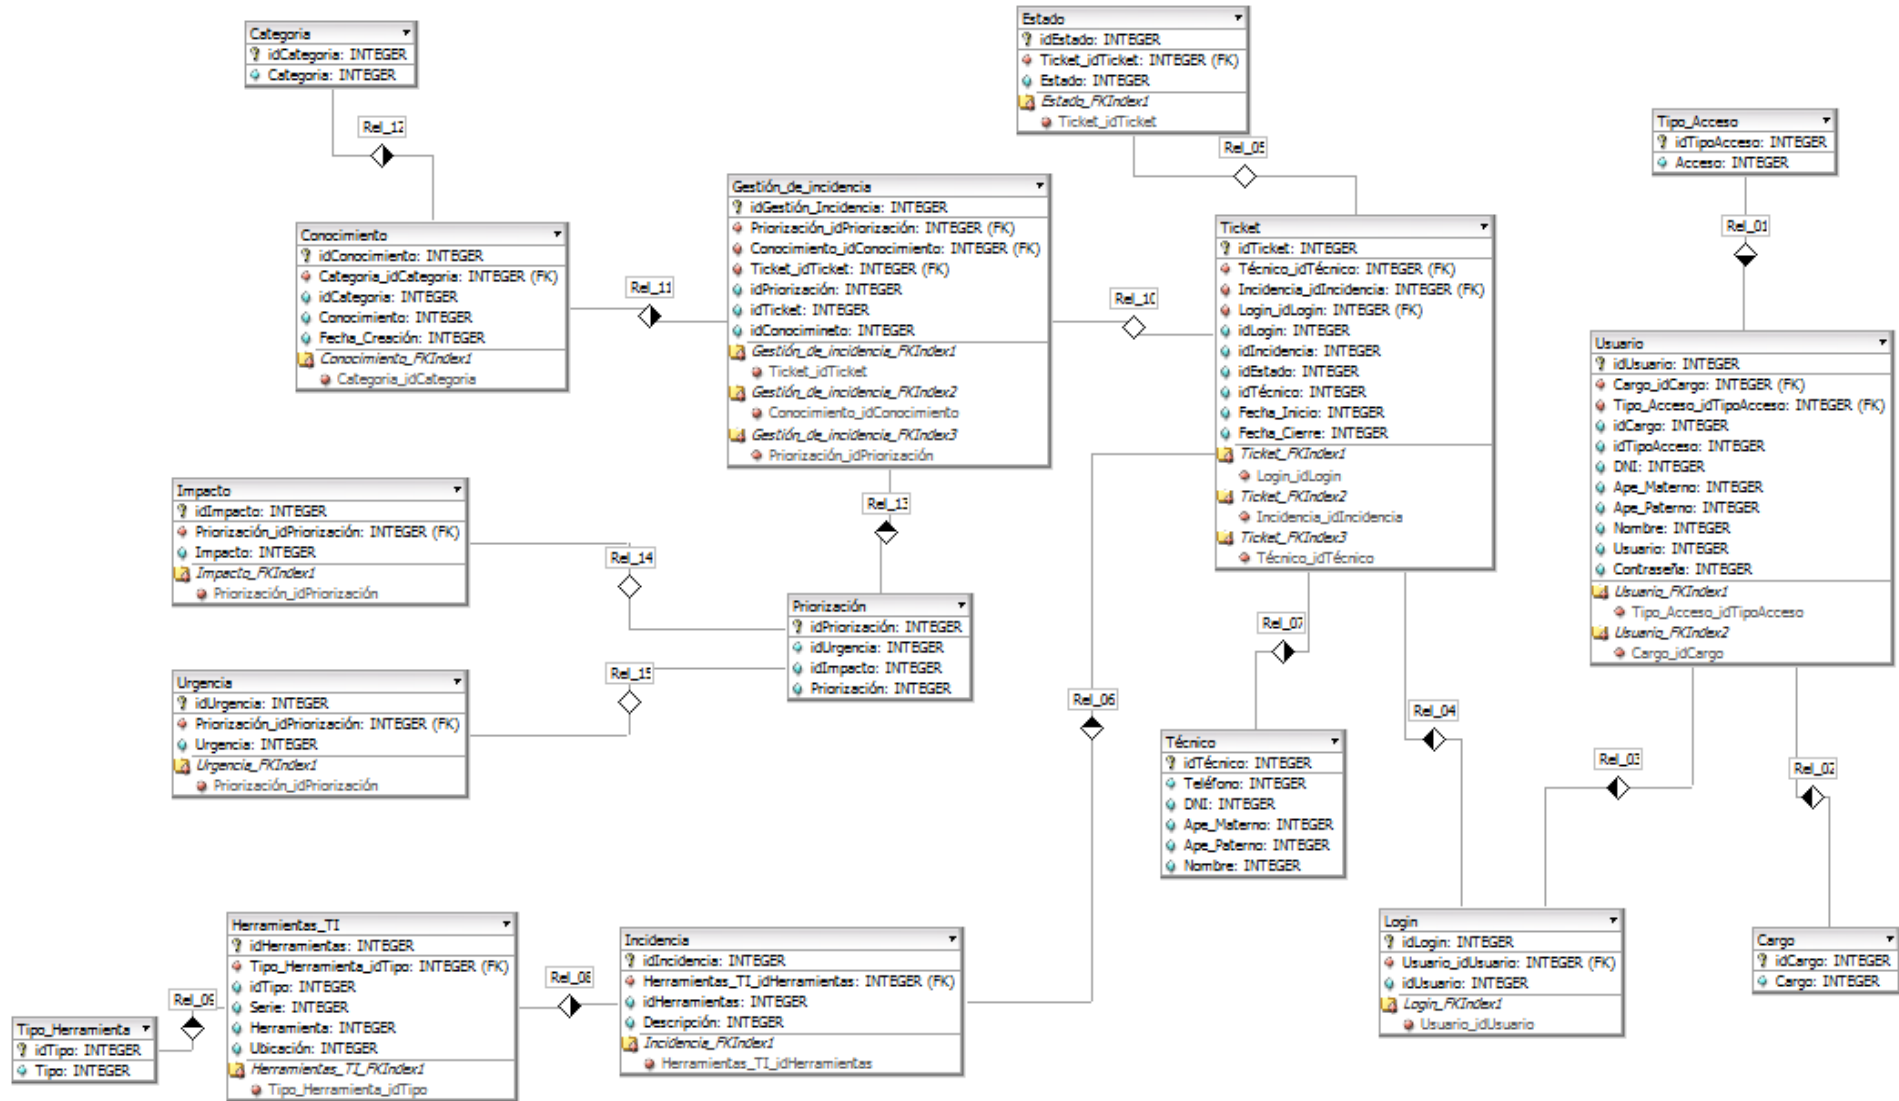 Categoria
idCategoria: INTEGER
Categoria: INTEGER
Rel_12
Estado
idEstado: INTEGER
Ticket_idTicket: INTEGER (FK)
Estado: INTEGER
Estado_FKIndex1
Ticket_idTicket
Rel_05
Tipo_Acceso
idTipoAcceso: INTEGER
Acceso: INTEGER
Rel_01
Conocimiento
idConocimiento: INTEGER
Categoria_idCategoria: INTEGER (FK)
idCategoria: INTEGER
Conocimiento: INTEGER
Fecha_Creación: INTEGER
Conocimiento_FKIndex1
Categoria_idCategoria
Rel_11
Gestión_de_incidencia
idGestión_Incidencia: INTEGER
Priorización_idPriorización: INTEGER (FK)
Conocimiento_idConocimiento: INTEGER (FK)
Ticket_idTicket: INTEGER (FK)
idPriorización: INTEGER
idTicket: INTEGER
idConocimineto: INTEGER
Gestión_de_incidencia_FKIndex1
Ticket_idTicket
Gestión_de_incidencia_FKIndex2
Conocimiento_idConocimiento
Gestión_de_incidencia_FKIndex3
Priorización_idPriorización
Rel_10
Ticket
idTicket: INTEGER
Técnico_idTécnico: INTEGER (FK)
Incidencia_idIncidencia: INTEGER (FK)
Login_idLogin: INTEGER (FK)
idLogin: INTEGER
idIncidencia: INTEGER
idEstado: INTEGER
idTécnico: INTEGER
Fecha_Inicio: INTEGER
Fecha_Cierre: INTEGER
Ticket_FKIndex1
Login_idLogin
Ticket_FKIndex2
Incidencia_idIncidencia
Ticket_FKIndex3
Técnico_idTécnico
Usuario
idUsuario: INTEGER
Cargo_idCargo: INTEGER (FK)
Tipo_Acceso_idTipoAcceso: INTEGER (FK)
idCargo: INTEGER
idTipoAcceso: INTEGER
DNI: INTEGER
Ape_Materno: INTEGER
Ape_Paterno: INTEGER
Nombre: INTEGER
Usuario: INTEGER
Contraseña: INTEGER
Usuario_FKIndex1
Tipo_Acceso_idTipoAcceso
Usuario_FKIndex2
Cargo_idCargo
Impacto
idImpacto: INTEGER
Priorización_idPriorización: INTEGER (FK)
Impacto: INTEGER
Impacto_FKIndex1
Priorización_idPriorización
Rel_14
Rel_13
Priorización
idPriorización: INTEGER
idUrgencia: INTEGER
idImpacto: INTEGER
Priorización: INTEGER
Urgencia
idUrgencia: INTEGER
Priorización_idPriorización: INTEGER (FK)
Urgencia: INTEGER
Urgencia_FKIndex1
Priorización_idPriorización
Rel_15
Rel_06
Rel_07
Técnico
idTécnico: INTEGER
Teléfono: INTEGER
DNI: INTEGER
Ape_Materno: INTEGER
Ape_Paterno: INTEGER
Nombre: INTEGER
Rel_04
Rel_03
Rel_02
Tipo_Herramienta
idTipo: INTEGER
Tipo: INTEGER
Rel_09
Herramientas_TI
idHerramientas: INTEGER
Tipo_Herramienta_idTipo: INTEGER (FK)
idTipo: INTEGER
Serie: INTEGER
Herramienta: INTEGER
Ubicación: INTEGER
Herramientas_TI_FKIndex1
Tipo_Herramienta_idTipo
Rel_08
Incidencia
idIncidencia: INTEGER
Herramientas_TI_idHerramientas: INTEGER (FK)
idHerramientas: INTEGER
Descripción: INTEGER
Incidencia_FKIndex1
Herramientas_TI_idHerramientas
Login
idLogin: INTEGER
Usuario_idUsuario: INTEGER (FK)
idUsuario: INTEGER
Login_FKIndex1
Usuario_idUsuario
Cargo
idCargo: INTEGER
Cargo: INTEGER